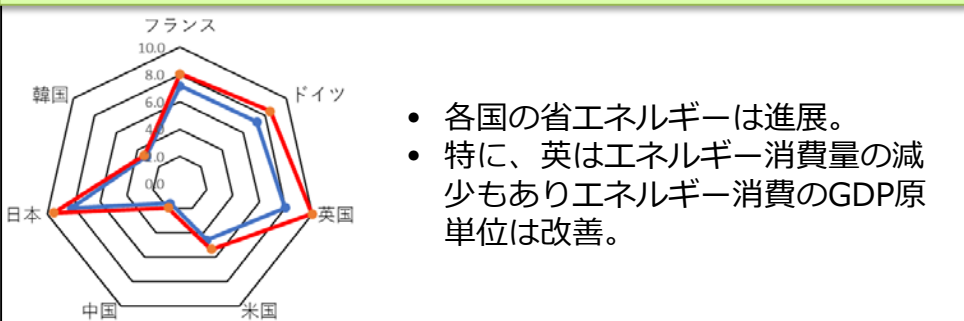 フランス
10.0
8.0
6.0
4.0
2.0
0.0
韓国
ドイツ
日本
英国
中国
米国
• 各国の省エネルギーは進展。
• 特に、英はエネルギー消費量の減
少もありエネルギー消費のGDP原
単位は改善。